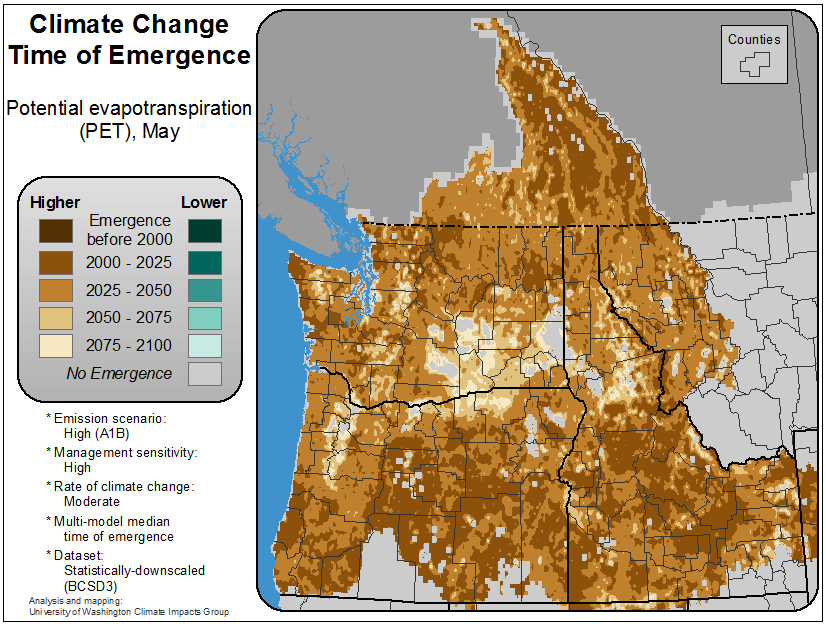 Climate Change
Time of Emergence
Potential evapotranspiration
(PET), May
Higher
Lower
Emergence
before 2000
2000 - 2025
2025 - 2050
2050 - 2075
2075 - 2100
No Emergence
* Emission scenario:
High (A1B)
* Management sensitivity:
High
* Rate of climate change:
Moderate
* Multi-model median
time of emergence
* Dataset:
Statistically-downscaled
(BCSD3)
Analysis and mapping:
University of Washington Climate Impacts Group
Counties